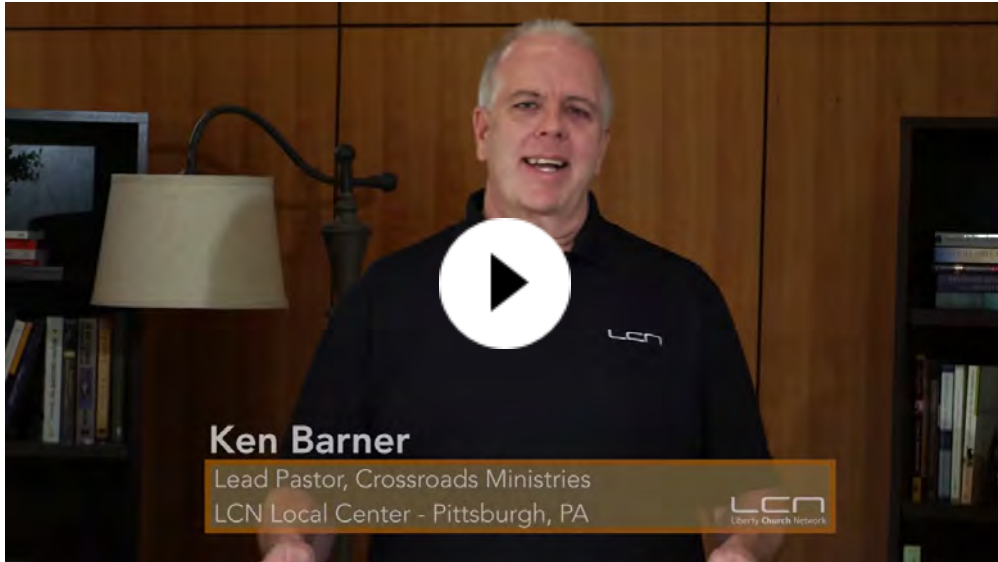 LCN
Ken Barner
Lead Pastor, Crossroads Ministries
LCN Local Center - Pittsburgh, PA
LCN
Liberty Church Network